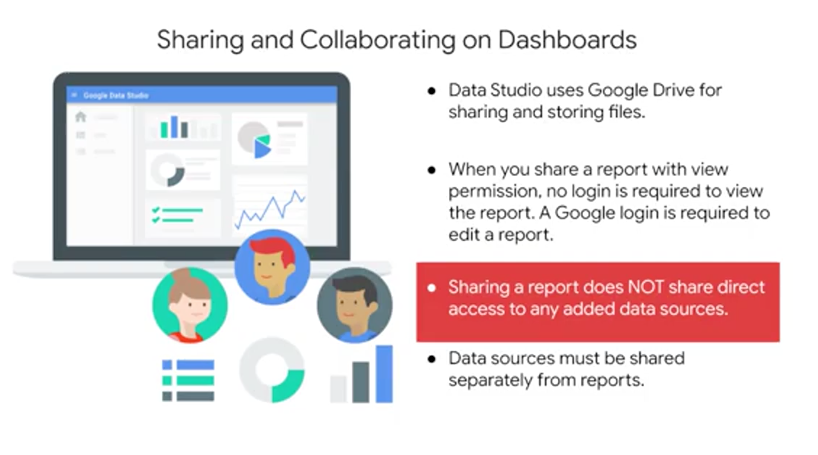 Sharing and Collaborating on Dashboards
Google Data Studio
● Data Studio uses Google Drive for
sharing and storing files.
● When you share a report with view
permission, no login is required to view
the report. A Google login is required to
edit a report.
● Sharing a report does NOT share direct
access to any added data sources.
● Data sources must be shared
separately from reports.